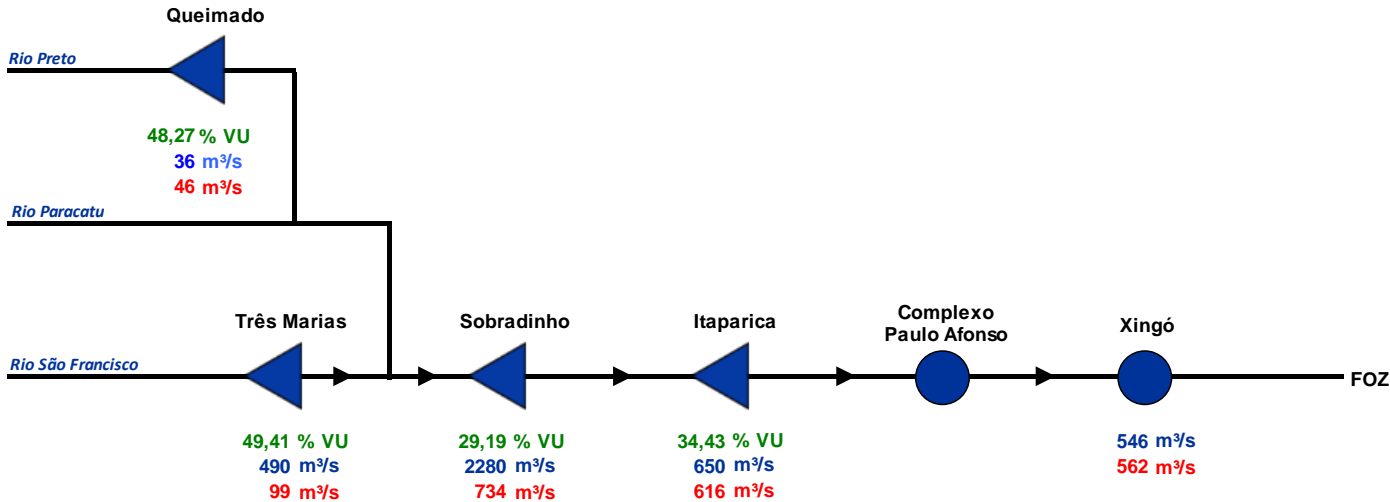 Queimado
Rio Preto
48,27 % VU
36 m³/s
46 m³/s
Rio Paracatu
Três Marias
Sobradinho
Itaparica
Complexo
Paulo Afonso
Xingó
Rio São Francisco
FOZ
49,41 % VU
490 m³/s
99 m³/s
29,19 % VU
2280 m³/s
734 m³/s
34,43 % VU
650 m³/s
616 m³/s
546 m³/s
562 m³/s